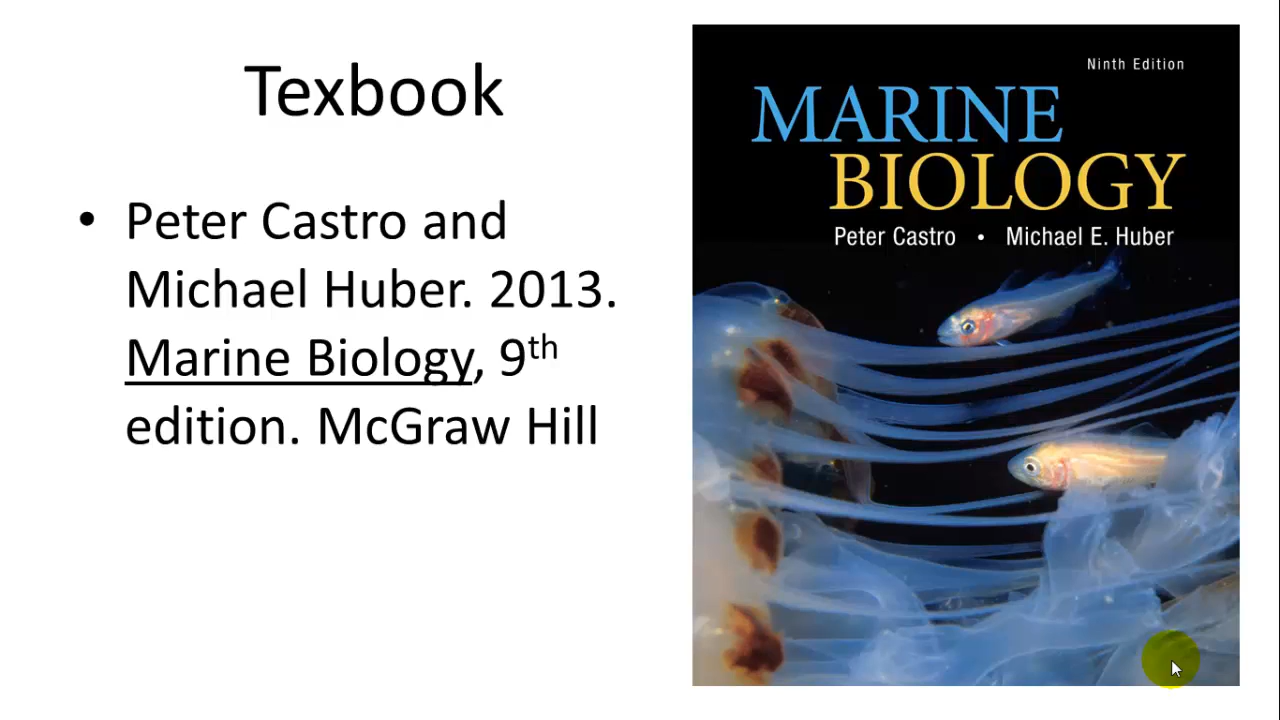 Texbook
• Peter Castro and
Michael Huber. 2013.
Marine Biology, 9th
edition. McGraw Hill
Ninth Edition
MARINE
BIOLOGY
Peter Castro • Michael E. Huber